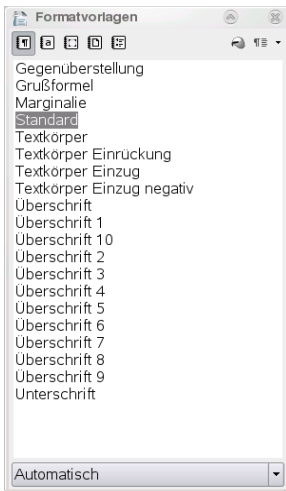 Formatvorlagen
Gegenüberstellung
Grußformel
Marginalie
Standard
Textkörper
Textkörper Einrückung
Textkörper Einzug
Textkörper Einzug negativ
Überschrift
Überschrift 1
Überschrift 10
Überschrift 2
Überschrift 3
Überschrift 4
Überschrift 5
Überschrift 6
Überschrift 7
Überschrift 8
Überschrift 9
Unterschrift
Automatisch